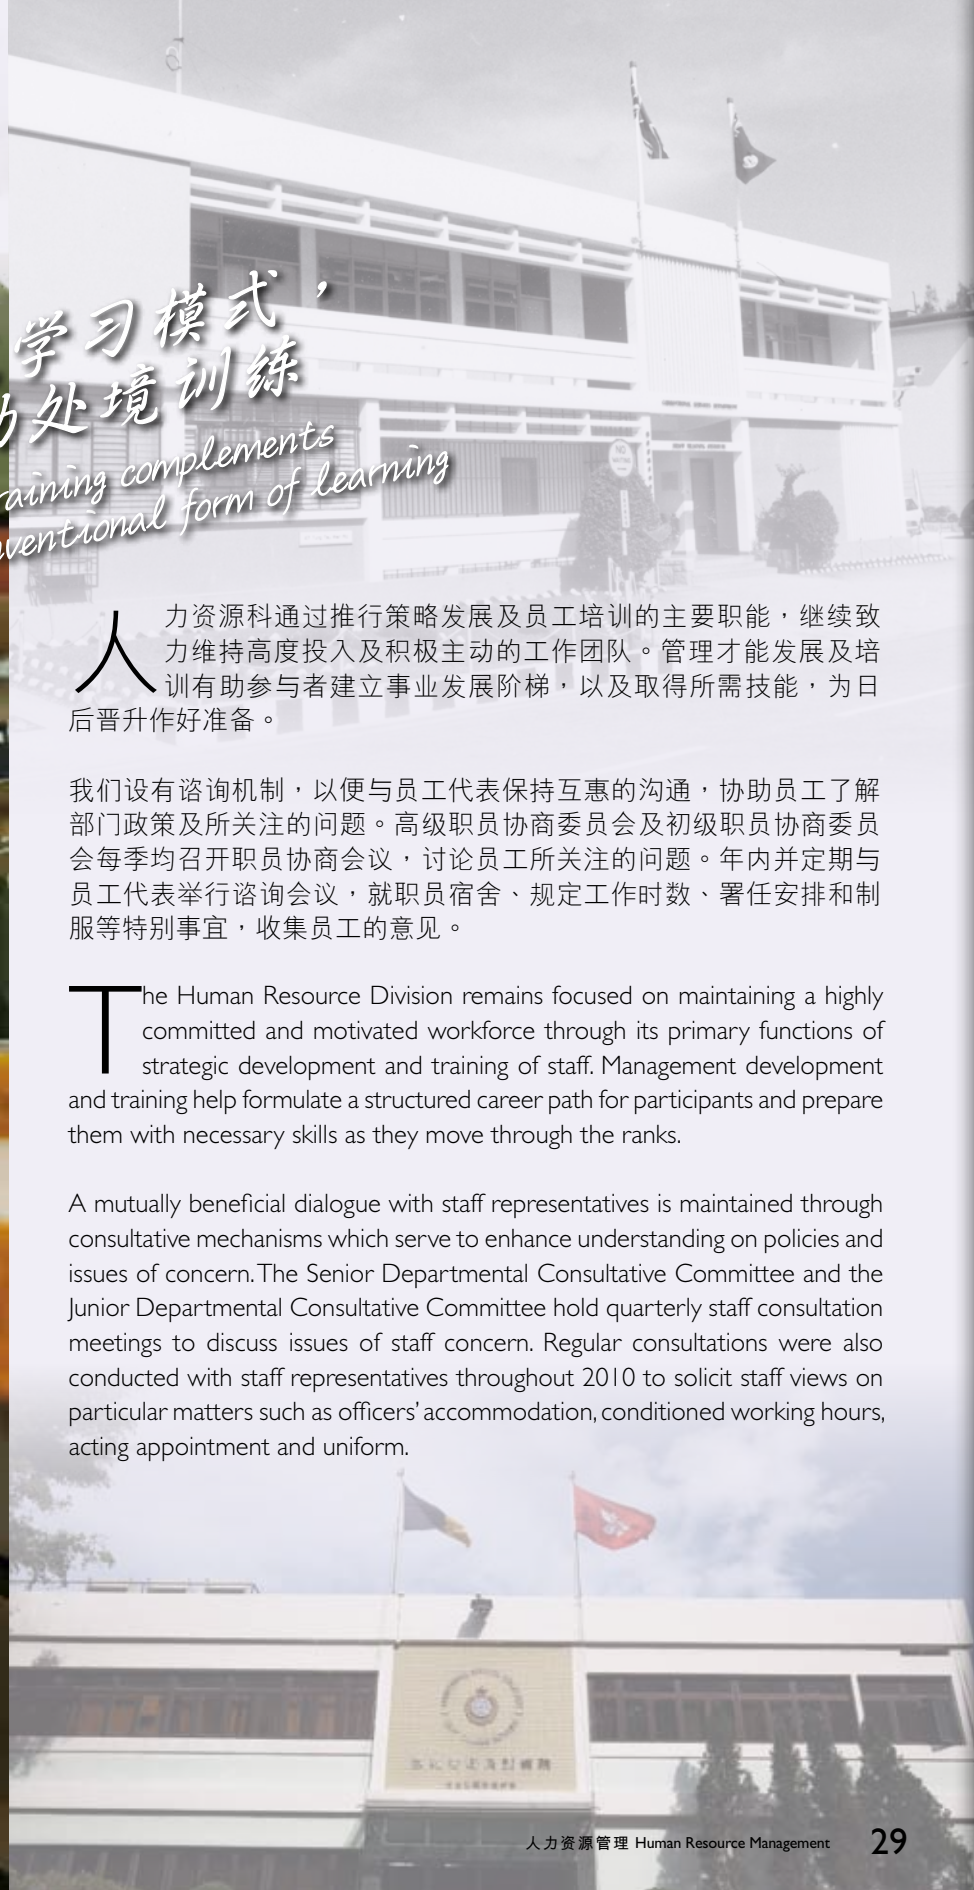 学习模式，
处境训练
complements
form of learning
人力资源科通过推行策略发展及员工培训的主要职能，继续致
力维持高度投入及积极主动的工作团队。管理才能发展及培
训有助参与者建立事业发展阶梯，以及取得所需技能，为日
后晋升作好准备。
我们设有谘询机制，以便与员工代表保持互惠的沟通，协助员工了解
部门政策及所关注的问题。高级职员协商委员会及初级职员协商委员
会每季均召开职员协商会议，讨论员工所关注的问题。年内并定期与
员工代表举行谘询会议，就职员宿舍、规定工作时数、署任安排和制
服等特别事宜，收集员工的意见。
The Human Resource Division remains focused on maintaining a highly
committed and motivated workforce through its primary functions of
strategic development and training of staff. Management development
and training help formulate a structured career path for participants and prepare
them with necessary skills as they move through the ranks.
A mutually beneficial dialogue with staff representatives is maintained through
consultative mechanisms which serve to enhance understanding on policies and
issues of concern. The Senior Departmental Consultative Committee and the
Junior Departmental Consultative Committee hold quarterly staff consultation
meetings to discuss issues of staff concern. Regular consultations were also
conducted with staff representatives throughout 2010 to solicit staff views on
particular matters such as officers' accommodation, conditioned working hours,
acting appointment and uniform.
人力资源管理 Human Resource Management 29